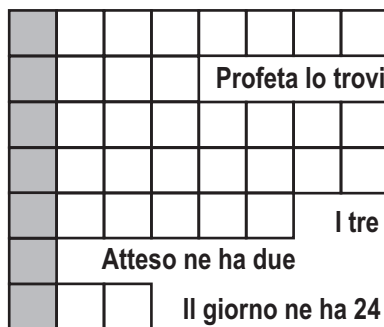 Profeta lo trovi
I tre
Atteso ne ha due
Il giorno ne ha 24